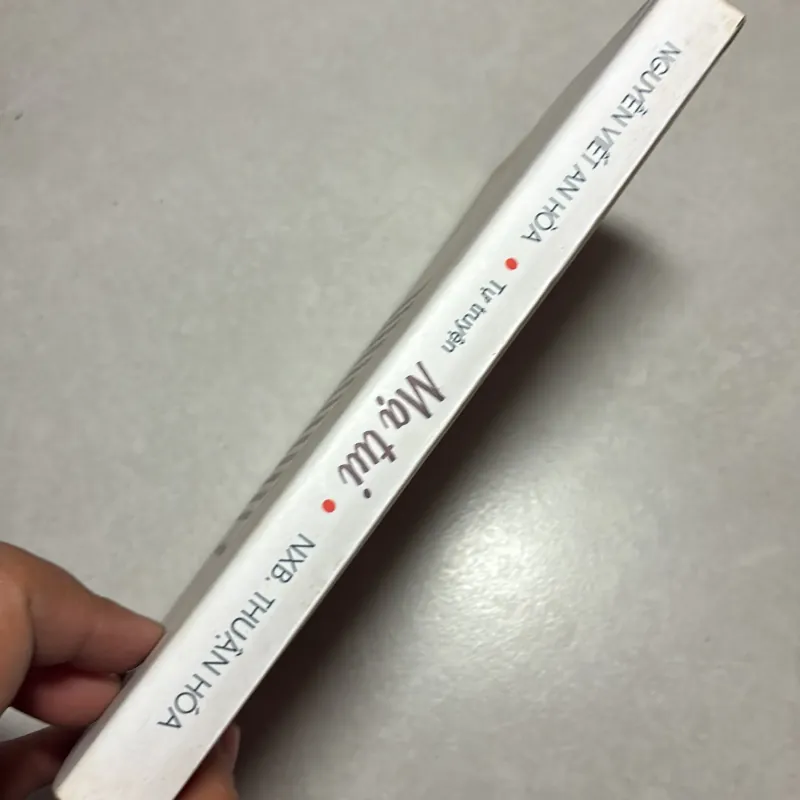 NGUYỄN VIẾT AN HÒA • Tự truyện Mạ tui • NXB. THUẬN HÓA